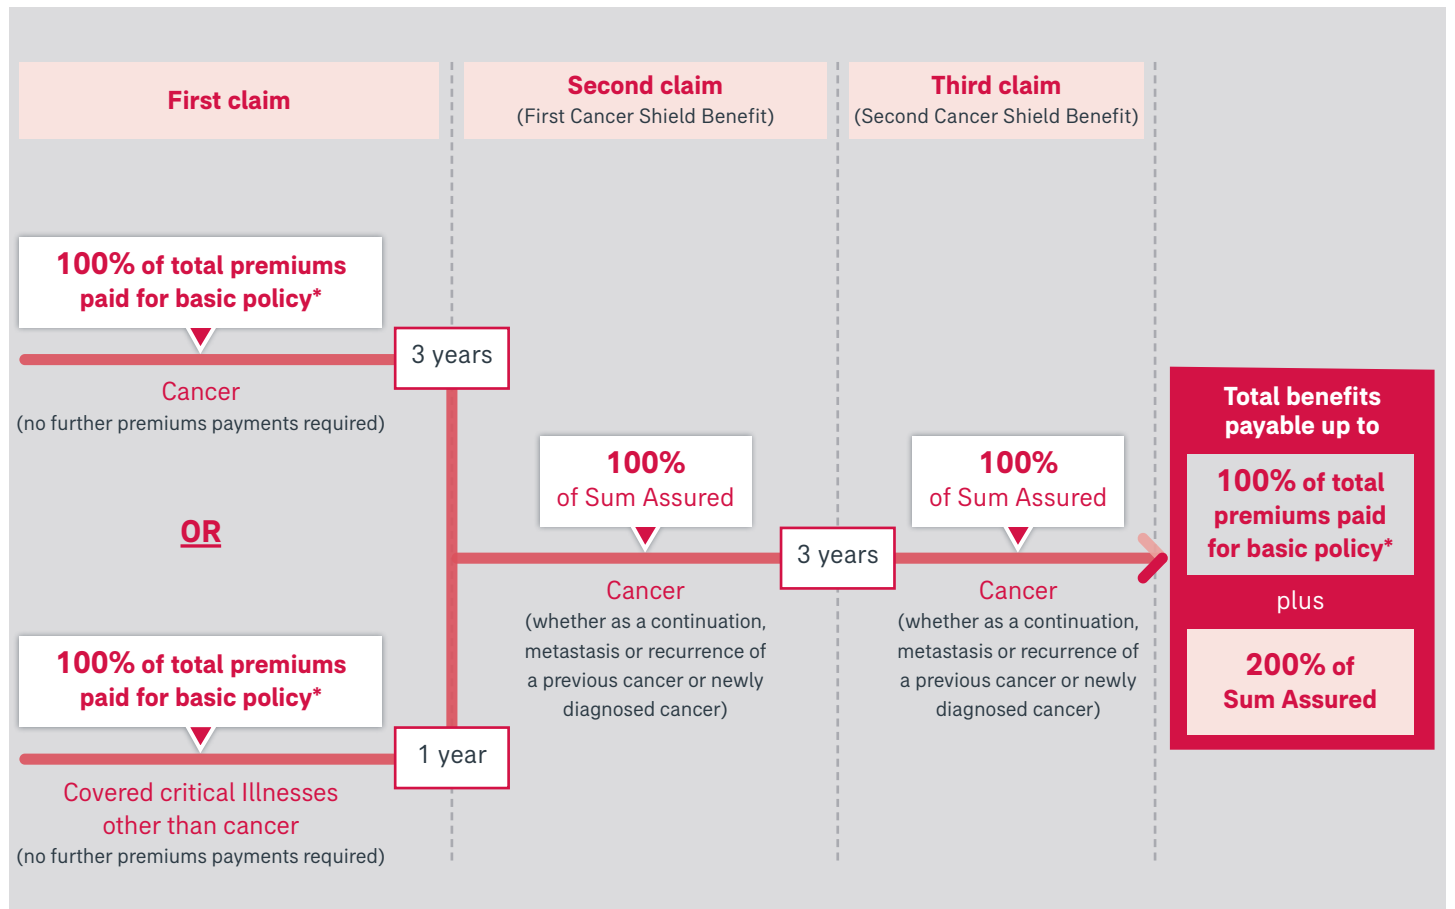 First claim
Second claim
(First Cancer Shield Benefit)
Third claim
(Second Cancer Shield Benefit)
100% of total premiums
paid for basic policy*
3 years
Cancer
(no further premiums payments required)
OR
100% of total premiums
paid for basic policy*
1 year
Covered critical Illnesses
other than cancer
(no further premiums payments required)
100%
of Sum Assured
Cancer
(whether as a continuation,
metastasis or recurrence of
a previous cancer or newly
diagnosed cancer)
3 years
100%
of Sum Assured
Cancer
(whether as a continuation,
metastasis or recurrence of
a previous cancer or newly
diagnosed cancer)
Total benefits
payable up to
100% of total
premiums paid
for basic policy*
plus
200% of
Sum Assured